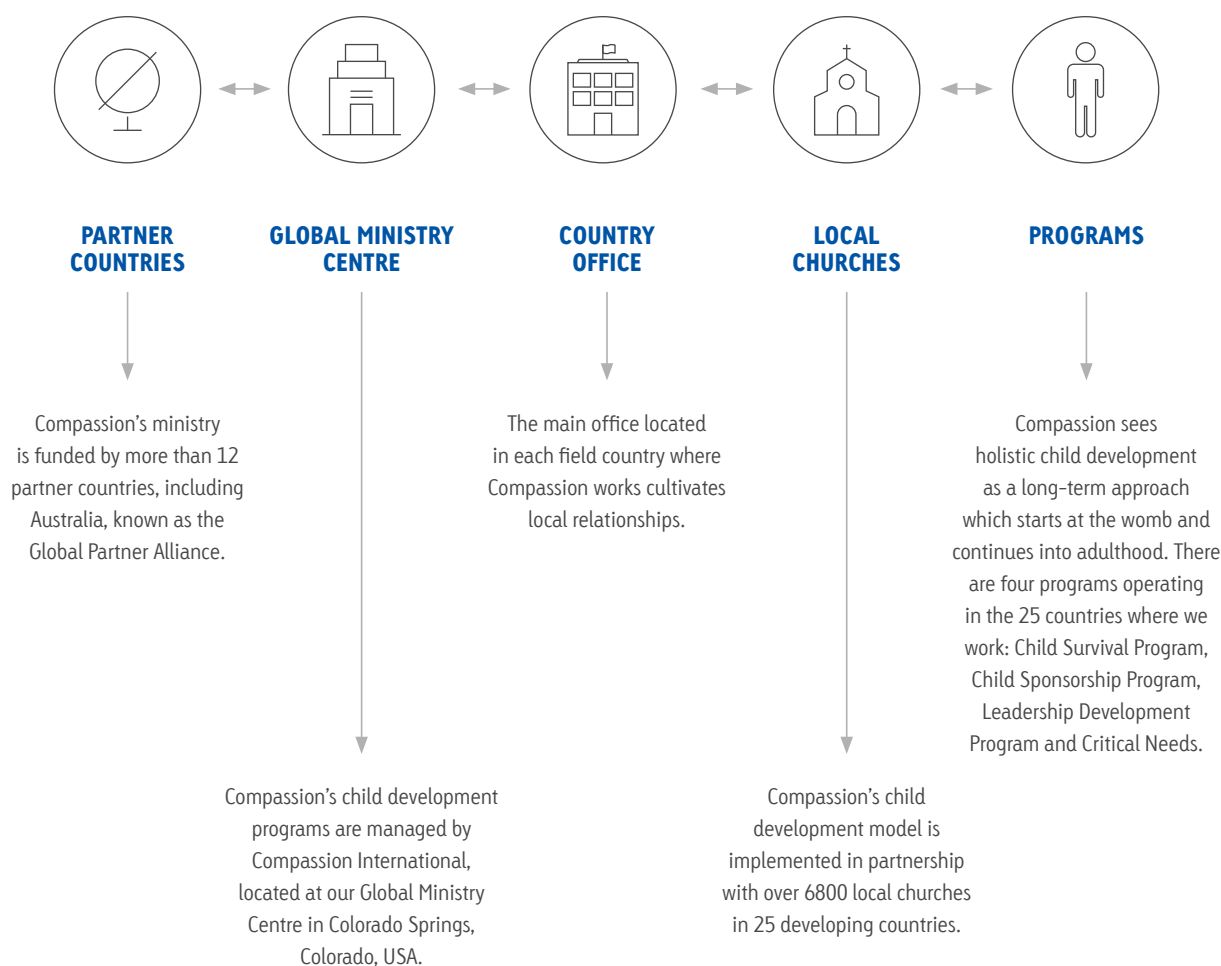 PARTNER
COUNTRIES
GLOBAL MINISTRY
CENTRE
COUNTRY
OFFICE
LOCAL
CHURCHES
PROGRAMS
Compassion’s ministry
is funded by more than 12
partner countries, including
Australia, known as the
Global Partner Alliance.
The main office located
in each field country where
Compassion works cultivates
local relationships.
Compassion sees
holistic child development
as a long-term approach
which starts at the womb and
continues into adulthood. There
are four programs operating
in the 25 countries where we
work: Child Survival Program,
Child Sponsorship Program,
Leadership Development
Program and Critical Needs.
Compassion’s child development
programs are managed by
Compassion International,
located at our Global Ministry
Centre in Colorado Springs,
Colorado, USA.
Compassion’s child
development model is
implemented in partnership
with over 6800 local churches
in 25 developing countries.